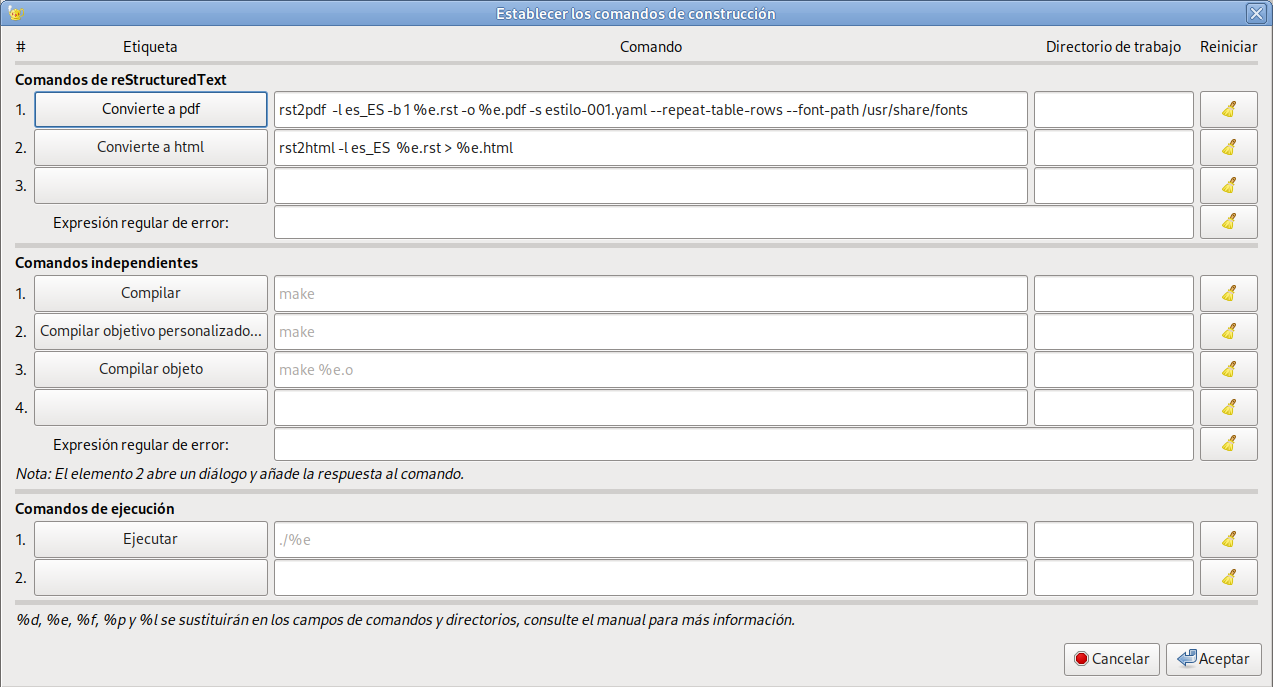 Establecer los comandos de construcción
# Etiqueta Comando Directorio de trabajo Reiniciar
Comandos de reStructuredText
1. Convierte a pdf rst2pdf -l es_ES -b1 %e.rst -o %e.pdf -s estilo-001.yaml --repeat-table-rows --font-path /usr/share/fonts
2. Convierte a html rst2html -l es_ES %e.rst > %e.html
3.
Expresión regular de error:
Comandos independientes
1. Compilar make
2. Compilar objetivo personalizado... make
3. Compilar objeto make %e.o
4.
Expresión regular de error:
Nota: El elemento 2 abre un diálogo y añade la respuesta al comando.
Comandos de ejecución
1. Ejecutar ./%e
2.
%d, %e, %f, %p y %l se sustituirán en los campos de comandos y directorios, consulte el manual para más información.
Cancelar Aceptar